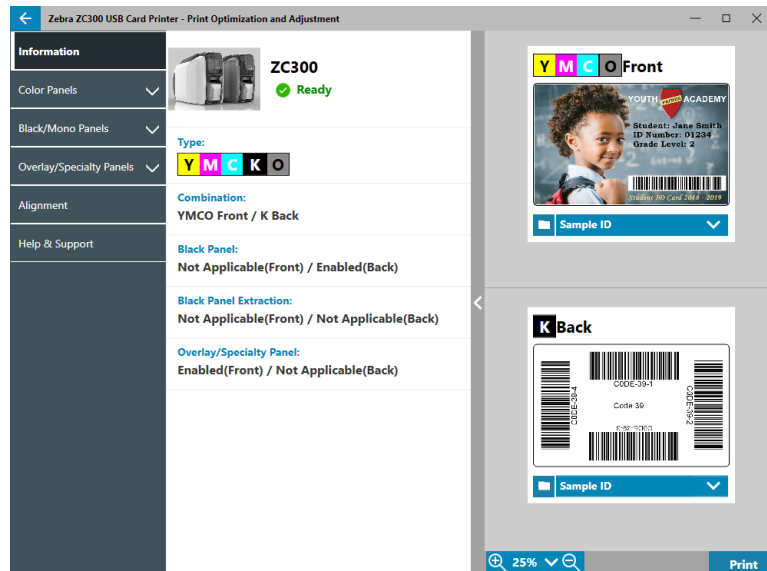 Zebra ZC300 USB Card Printer - Print Optimization and Adjustment
Information
Color Panels
Black/Mono Panels
Overlay/Specialty Panels
Alignment
Help & Support
ZC300
Ready
Type:
Y M C K O
Combination:
YMCO Front / K Back
Black Panel:
Not Applicable(Front) / Enabled(Back)
Black Panel Extraction:
Not Applicable(Front) / Not Applicable(Back)
Overlay/Specialty Panel:
Enabled(Front) / Not Applicable(Back)
Y M C O Front
YOUTH ACADEMY
Student: Jane Smith
ID Number: 01234
Grade Level: 2
Student ID Card 2018 - 2019
Sample ID
K Back
CODE-39-1
CODE-39-4
Code 39
CODE-39-2
CODE-39-3
Sample ID
25%
Print